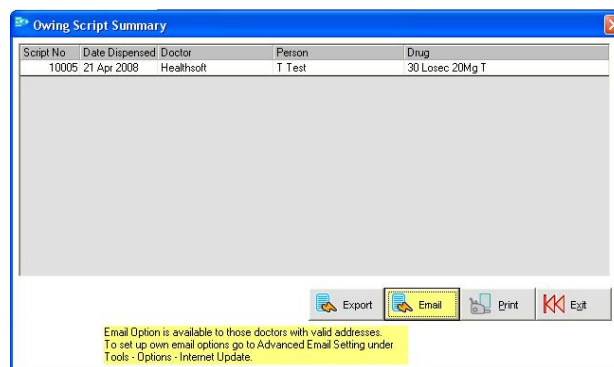 Owing Script Summary
Script No Date Dispensed Doctor Person Drug
10005 21 Apr 2008 Healthsoft T Test 30 Losec 20Mg T
Export Email Print Exit
Email Option is available to those doctors with valid addresses.
To set up own email options go to Advanced Email Setting under
Tools - Options - Internet Update.